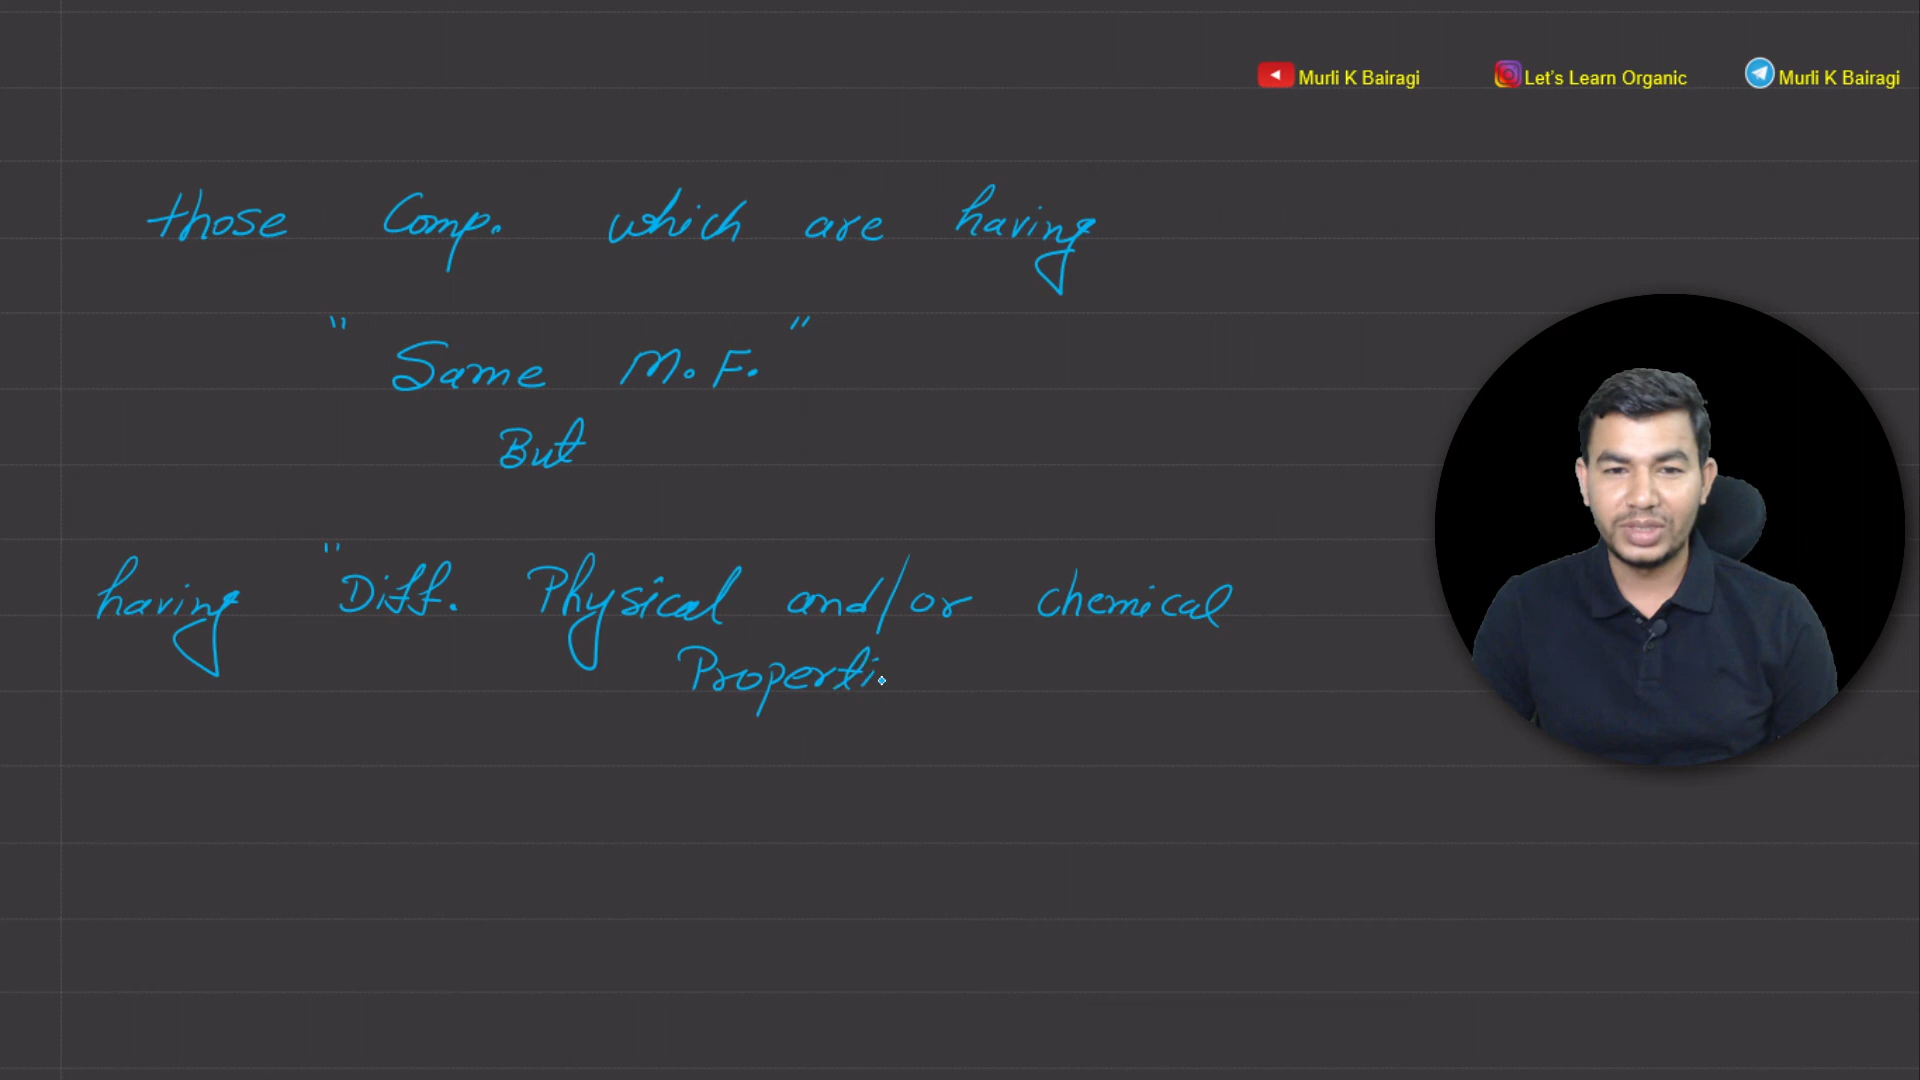 Murli K Bairagi Let's Learn Organic Murli K Bairagi
those Comp. which are having
" Same M.F. "
But
having "Diff. Physical and/or chemical
Properti